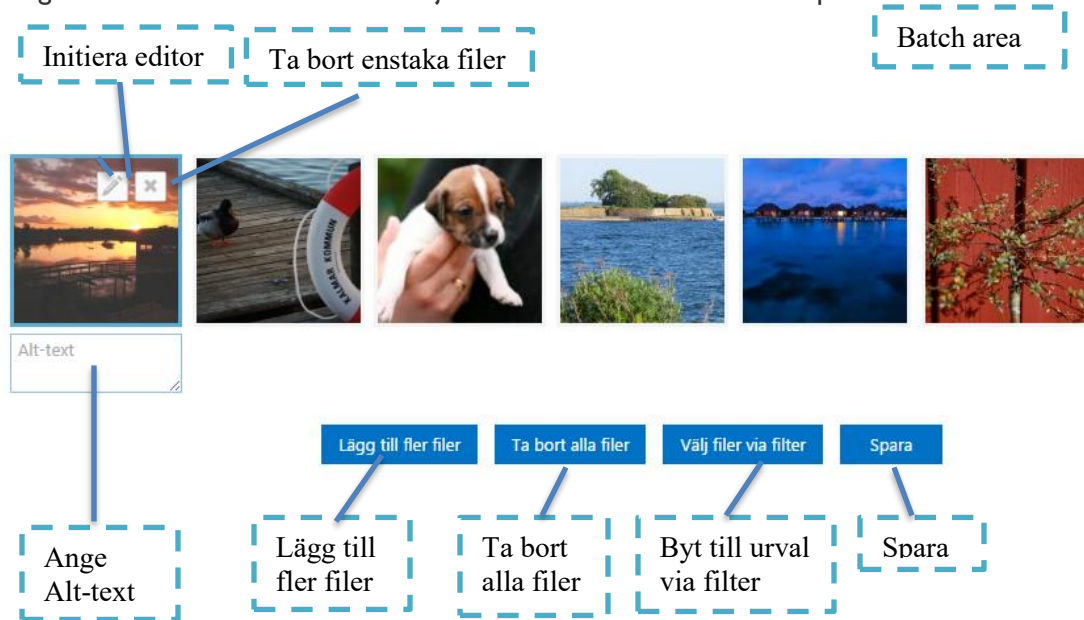 Initiera editor
Ta bort enstaka filer
Batch area
KALMAR KOMMUN
Alt-text
Lägg till fler filer
Ta bort alla filer
Välj filer via filter
Spara
Ange
Alt-text
Lägg till
fler filer
Ta bort
alla filer
Byt till urval
via filter
Spara